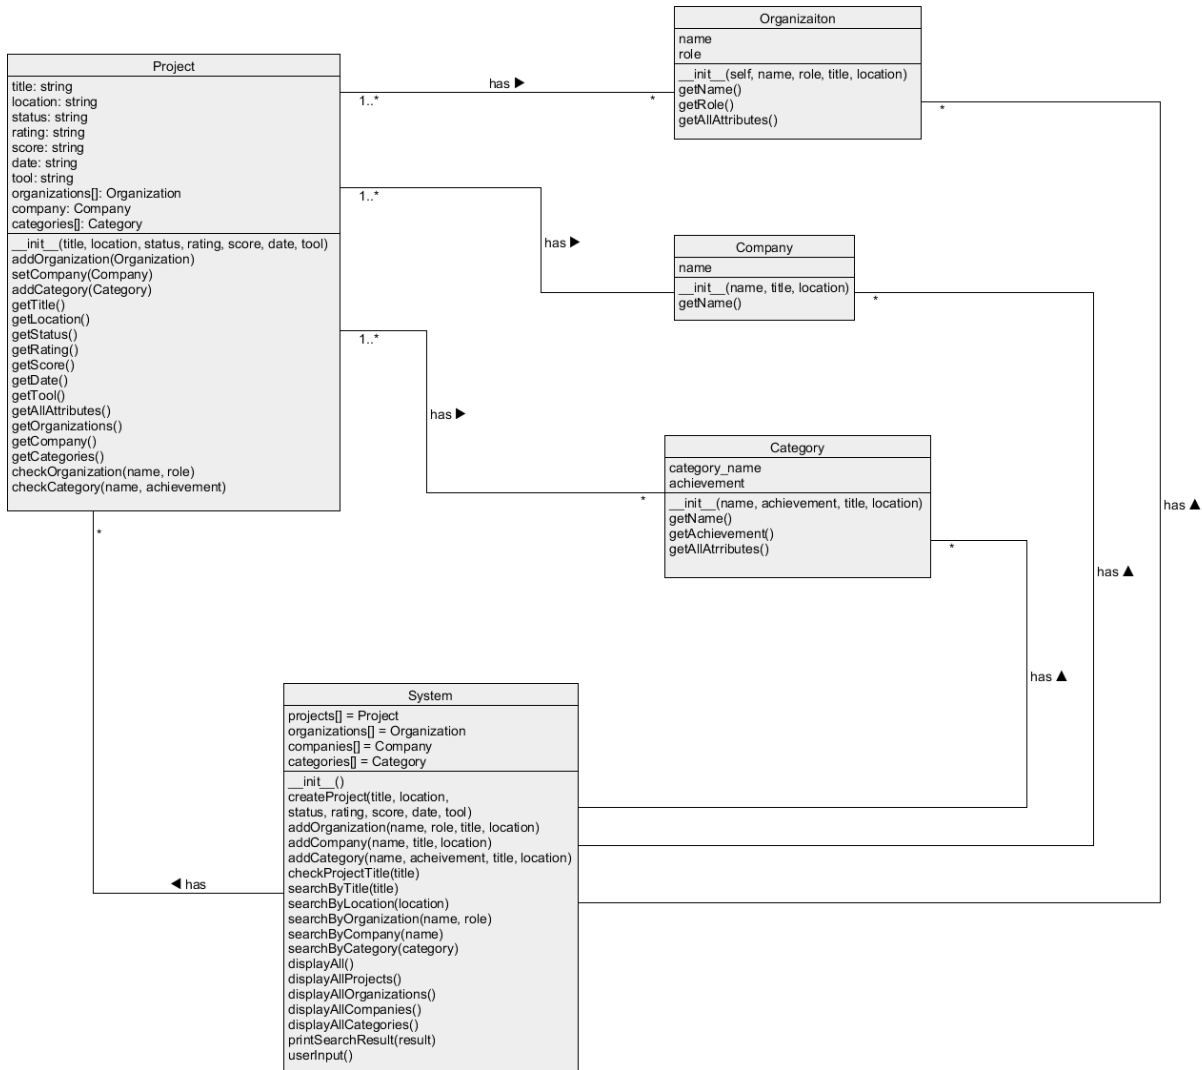 Project
title: string
location: string
status: string
rating: string
score: string
date: string
tool: string
organizations[]: Organization
company: Company
categories[]: Category
__init__(title, location, status, rating, score, date, tool)
addOrganization(Organization)
setCompany(Company)
addCategory(Category)
getTitle()
getLocation()
getStatus()
getRating()
getScore()
getDate()
getTool()
getAllAttributes()
getOrganizations()
getCompany()
getCategories()
checkOrganization(name, role)
checkCategory(name, achievement)
has ▶
1..*
*
Organizaiton
name
role
__init__(self, name, role, title, location)
getName()
getRole()
getAllAttributes()
*
1..*
has ▶
Company
name
__init__(name, title, location)
getName()
*
1..*
has ▶
*
Category
category_name
achievement
__init__(name, achievement, title, location)
getName()
getAchievement()
getAllAtrributes()
*
has ▲
has ▲
has ▲
*
◀ has
System
projects[] = Project
organizations[] = Organization
companies[] = Company
categories[] = Category
__init__()
createProject(title, location,
status, rating, score, date, tool)
addOrganization(name, role, title, location)
addCompany(name, title, location)
addCategory(name, acheivement, title, location)
checkProjectTitle(title)
searchByTitle(title)
searchByLocation(location)
searchByOrganization(name, role)
searchByCompany(name)
searchByCategory(category)
displayAll()
displayAllProjects()
displayAllOrganizations()
displayAllCompanies()
displayAllCategories()
printSearchResult(result)
userInput()